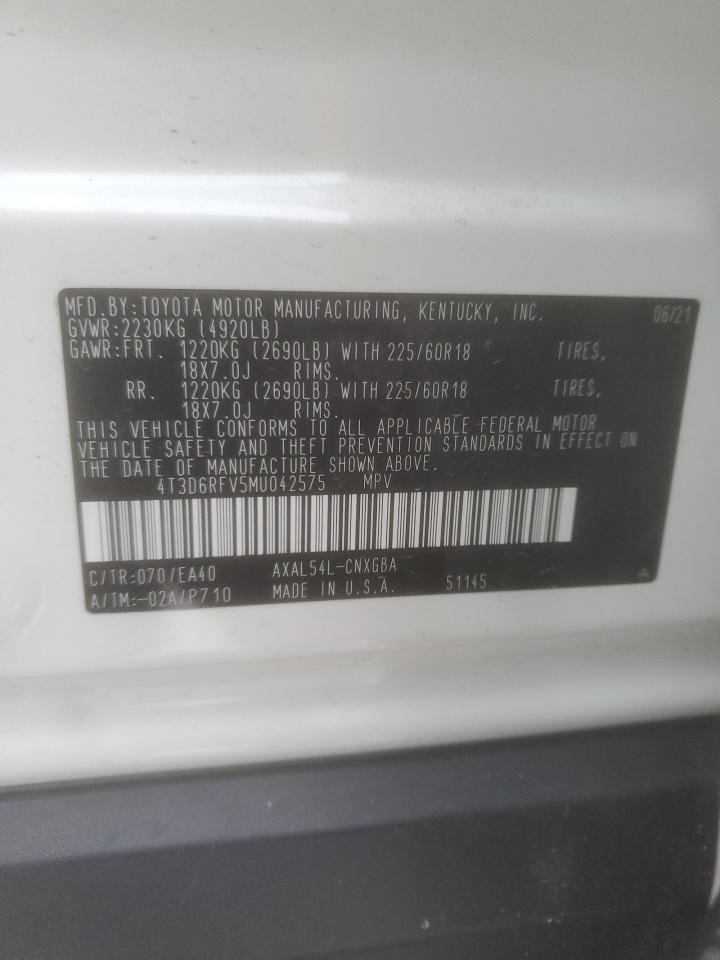 MFD.BY:TOYOTA MOTOR MANUFACTURING, KENTUCKY, INC. 06/21
GVWR:2230KG (4920LB)
GAWR:FRT. 1220KG (2690LB) WITH 225/60R18 TIRES,
18X7.0J RIMS.
RR. 1220KG (2690LB) WITH 225/60R18 TIRES,
18X7.0J RIMS.
THIS VEHICLE CONFORMS TO ALL APPLICABLE FEDERAL MOTOR
VEHICLE SAFETY AND THEFT PREVENTION STANDARDS IN EFFECT ON
THE DATE OF MANUFACTURE SHOWN ABOVE.
4T3D6RFV5MU042575 MPV
C/TR:070/EA40 AXAL54L-CNXGBA
A/TM:-02A/P710 MADE IN U.S.A. 51145